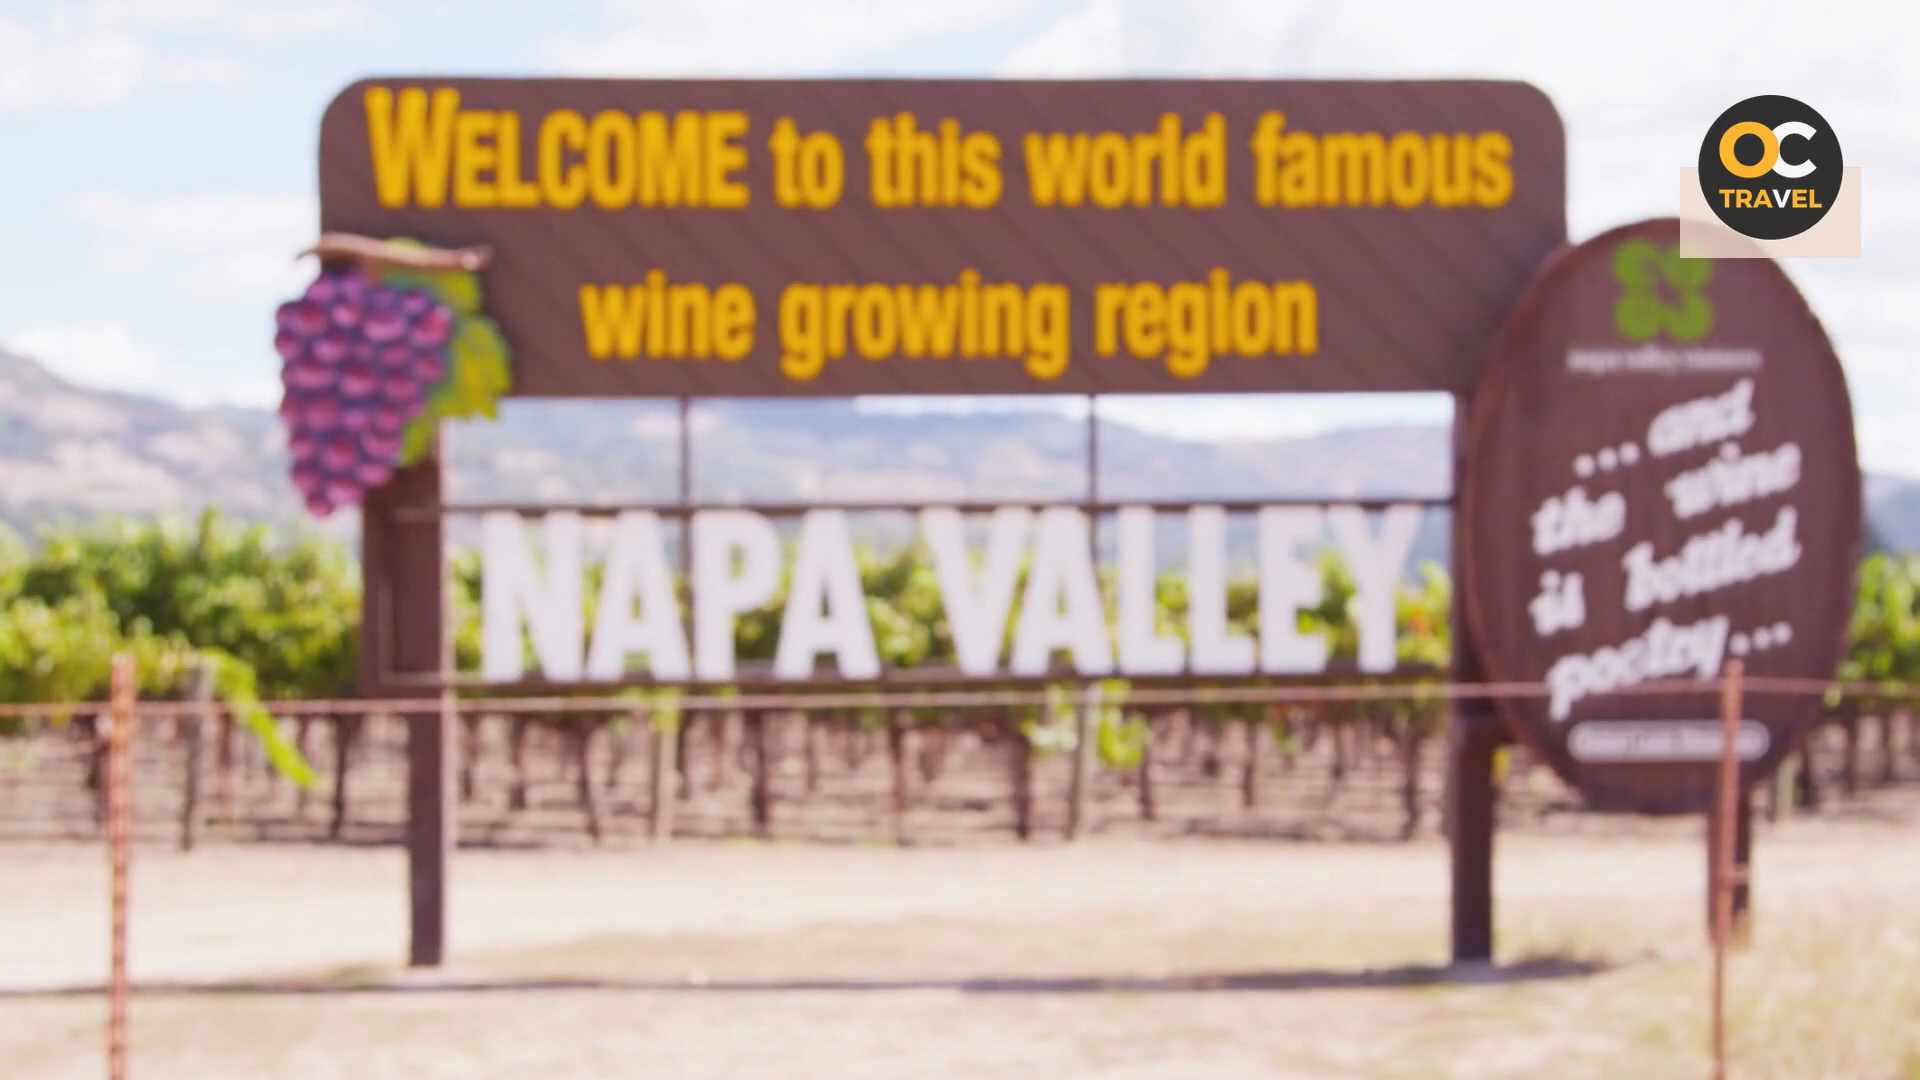 WELCOME to this world famous
wine growing region
NAPA VALLEY
OC
TRAVEL
...and
the wine
is bottled
poetry...